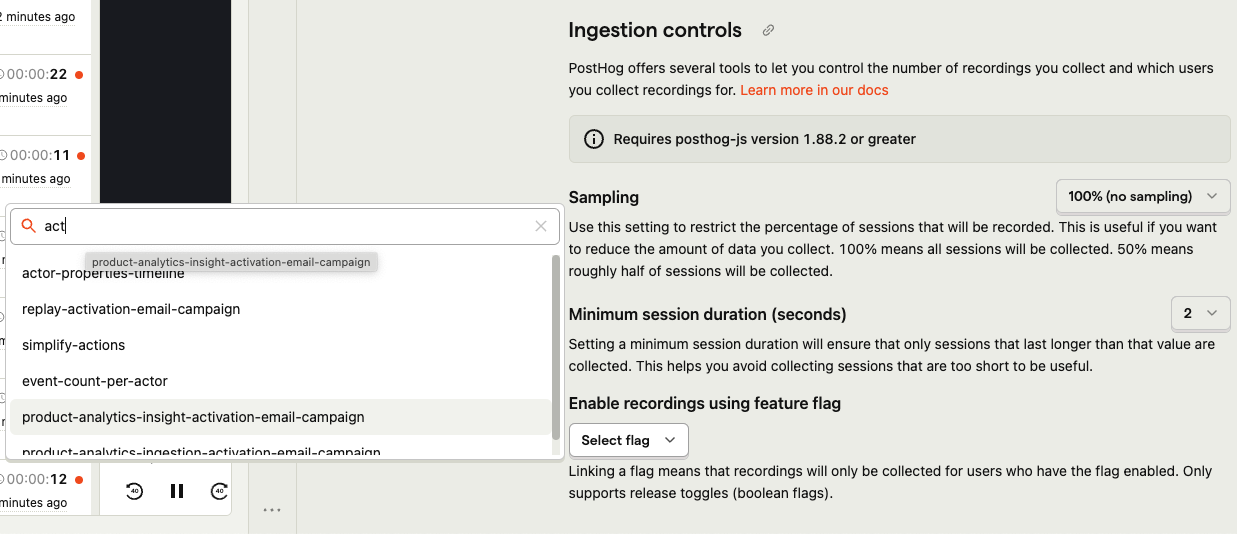 2 minutes ago
00:00:22
minutes ago
00:00:11
minutes ago
act
product-analytics-insight-activation-email-campaign
actor-properties-timeline
replay-activation-email-campaign
simplify-actions
event-count-per-actor
product-analytics-insight-activation-email-campaign
product-analytics-ingestion-activation-email-campaign
00:00:12
minutes ago
40
40
...
Ingestion controls
PostHog offers several tools to let you control the number of recordings you collect and which users
you collect recordings for. Learn more in our docs
Requires posthog-js version 1.88.2 or greater
Sampling
100% (no sampling)
Use this setting to restrict the percentage of sessions that will be recorded. This is useful if you want
to reduce the amount of data you collect. 100% means all sessions will be collected. 50% means
roughly half of sessions will be collected.
Minimum session duration (seconds)
2
Setting a minimum session duration will ensure that only sessions that last longer than that value are
collected. This helps you avoid collecting sessions that are too short to be useful.
Enable recordings using feature flag
Select flag
Linking a flag means that recordings will only be collected for users who have the flag enabled. Only
supports release toggles (boolean flags).